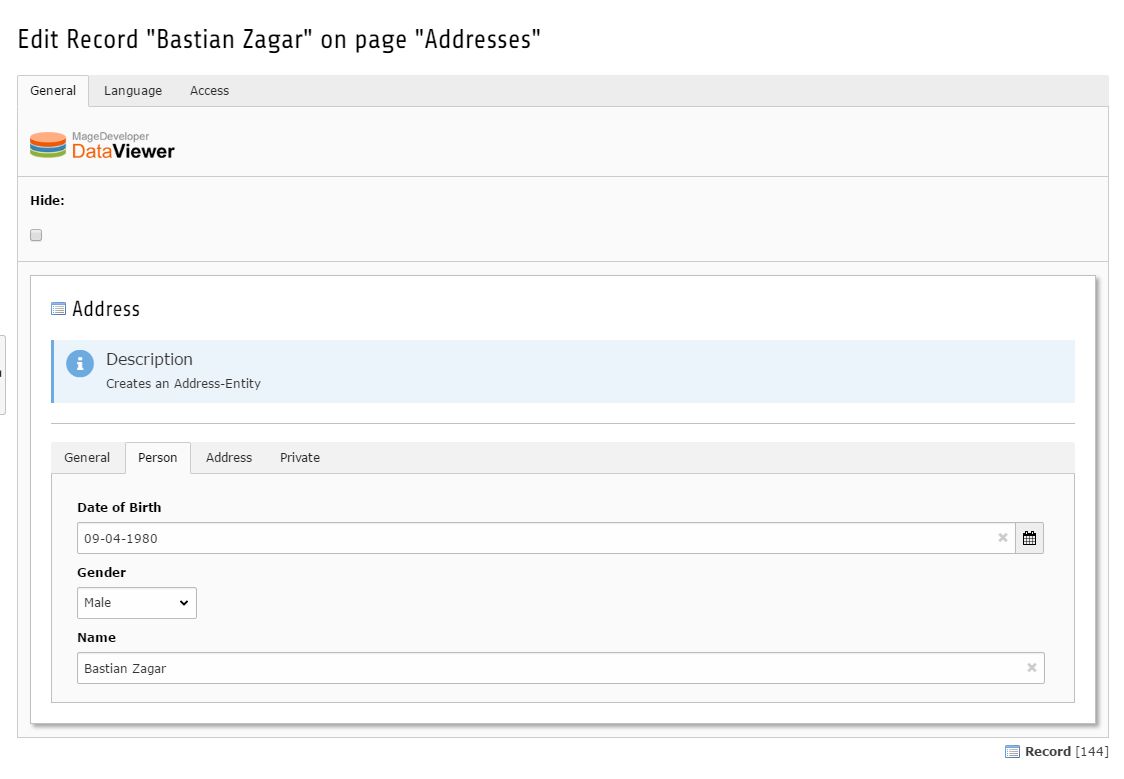 Edit Record "Bastian Zagar" on page "Addresses"
General Language Access
MageDeveloper
DataViewer
Hide:
Address
Description
Creates an Address-Entity
General Person Address Private
Date of Birth
09-04-1980
Gender
Male
Name
Bastian Zagar
Record [144]